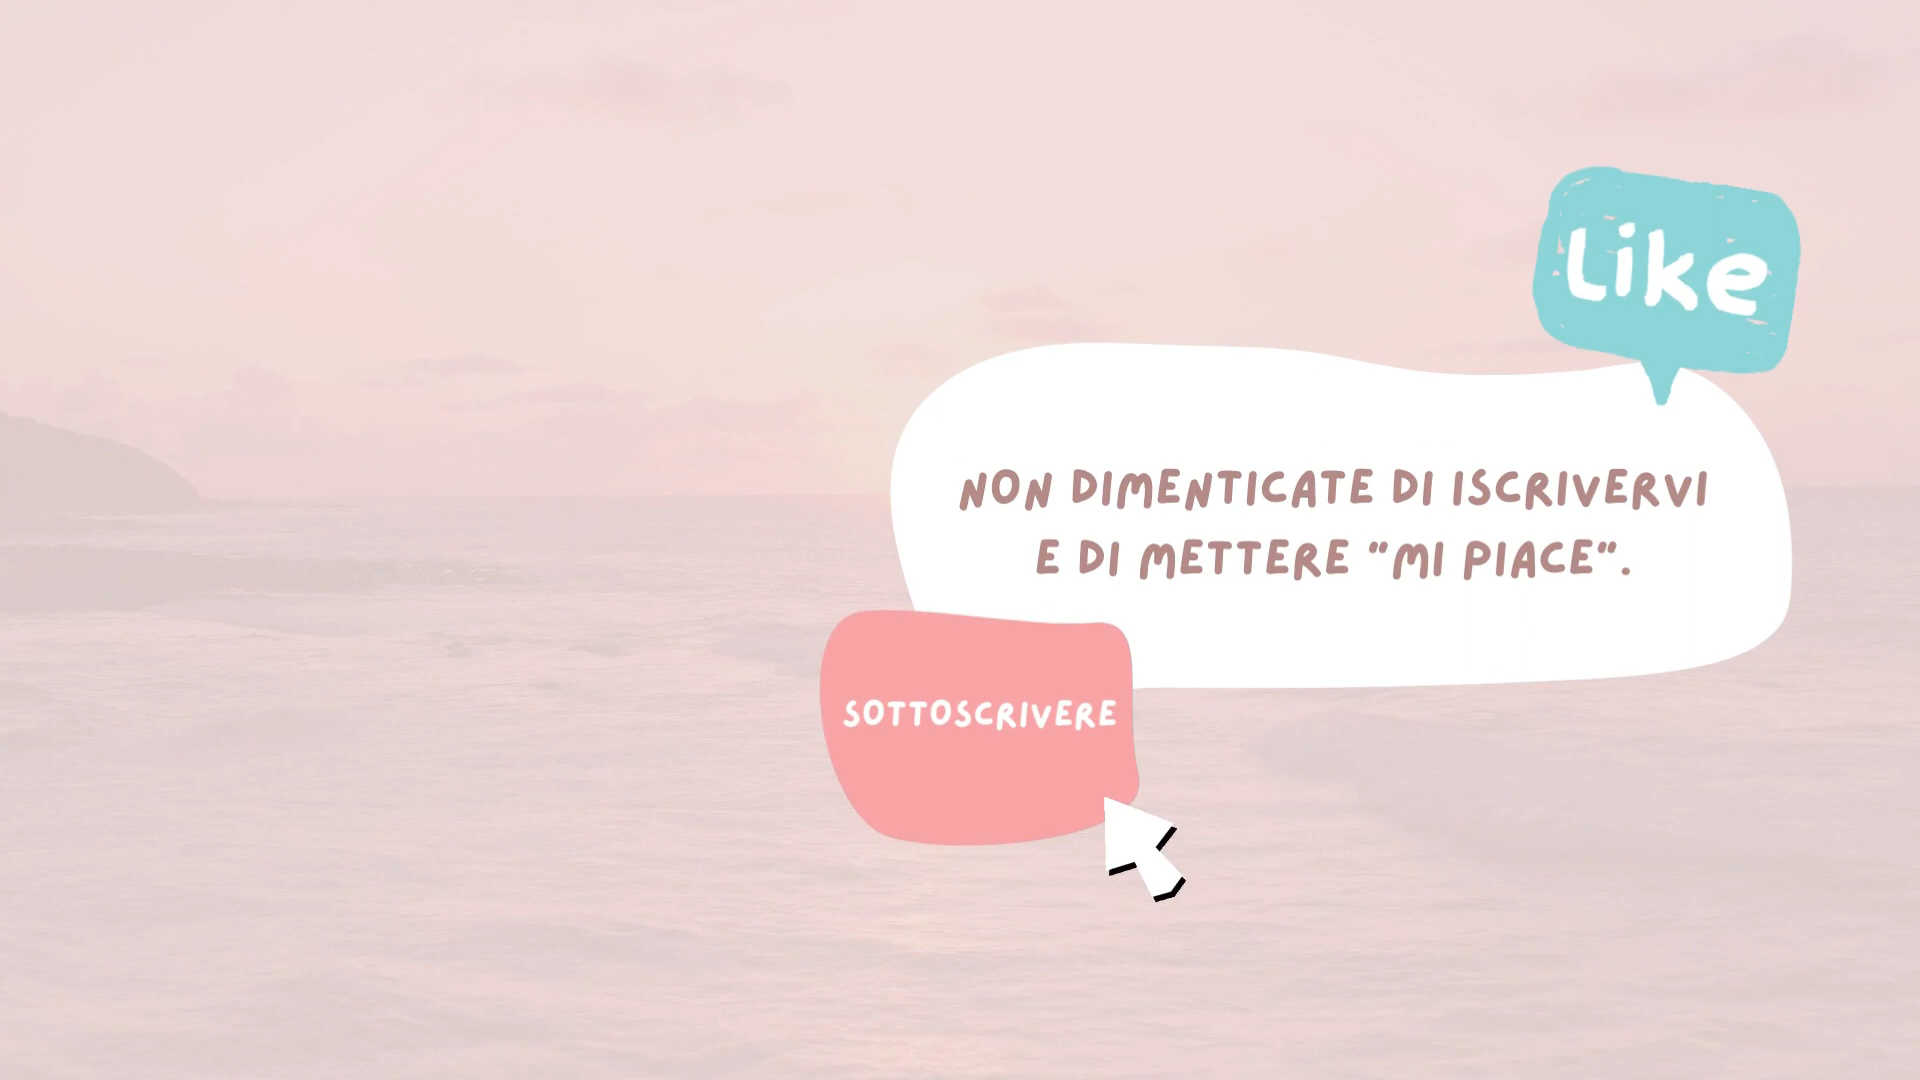 Like
NON DIMENTICATE DI ISCRIVERVI
E DI METTERE "MI PIACE".
SOTTOSCRIVERE